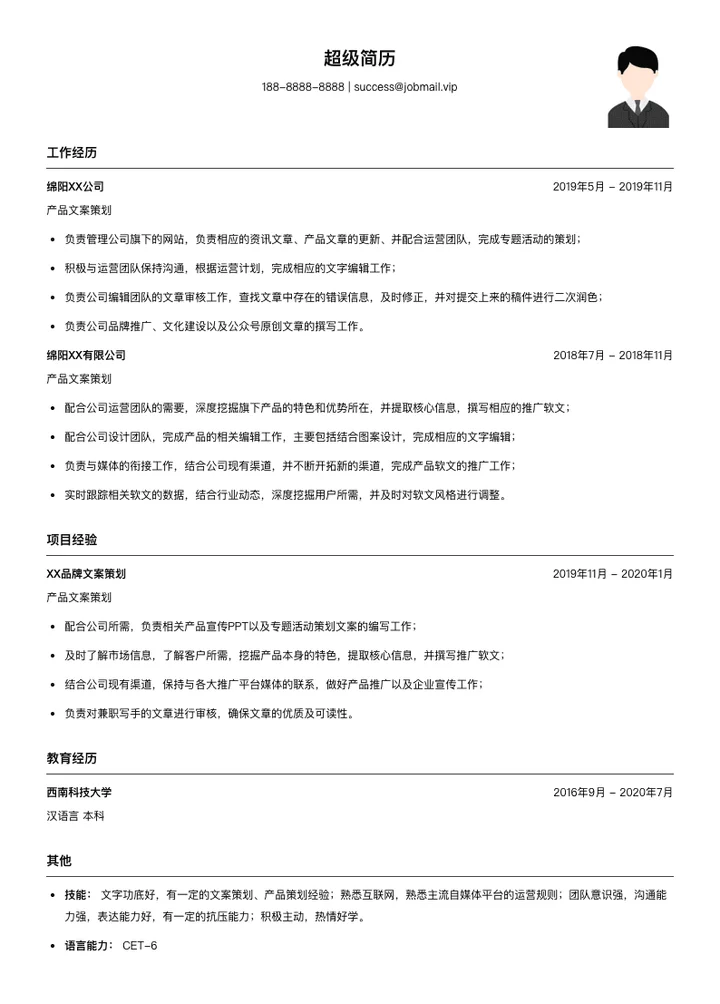 超级简历
188-8888-8888 | success@jobmail.vip
工作经历
绵阳XX公司 2019年5月 – 2019年11月
产品文案策划
• 负责管理公司旗下的网站，负责相应的资讯文章、产品文章的更新、并配合运营团队，完成专题活动的策划；
• 积极与运营团队保持沟通，根据运营计划，完成相应的文字编辑工作；
• 负责公司编辑团队的文章审核工作，查找文章中存在的错误信息，及时修正，并对提交上来的稿件进行二次润色；
• 负责公司品牌推广、文化建设以及公众号原创文章的撰写工作。
绵阳XX有限公司 2018年7月 – 2018年11月
产品文案策划
• 配合公司运营团队的需要，深度挖掘旗下产品的特色和优势所在，并提取核心信息，撰写相应的推广软文；
• 配合公司设计团队，完成产品的相关编辑工作，主要包括结合图案设计，完成相应的文字编辑；
• 负责与媒体的衔接工作，结合公司现有渠道，并不断开拓新的渠道，完成产品软文的推广工作；
• 实时跟踪相关软文的数据，结合行业动态，深度挖掘用户所需，并及时对软文风格进行调整。
项目经验
XX品牌文案策划 2019年11月 – 2020年1月
产品文案策划
• 配合公司所需，负责相关产品宣传PPT以及专题活动策划文案的编写工作；
• 及时了解市场信息，了解客户所需，挖掘产品本身的特色，提取核心信息，并撰写推广软文；
• 结合公司现有渠道，保持与各大推广平台媒体的联系，做好产品推广以及企业宣传工作；
• 负责对兼职写手的文章进行审核，确保文章的优质及可读性。
教育经历
西南科技大学 2016年9月 – 2020年7月
汉语言 本科
其他
• 技能： 文字功底好，有一定的文案策划、产品策划经验；熟悉互联网，熟悉主流自媒体平台的运营规则；团队意识强，沟通能
力强，表达能力好，有一定的抗压能力；积极主动，热情好学。
• 语言能力： CET-6